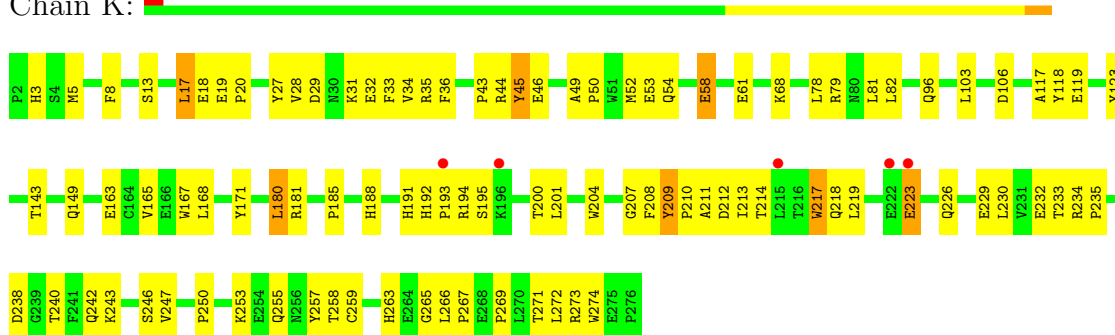 Chain K:
P2 H3 S4 M5 F8 S13 L17 E18 E19 P20 Y27 V28 D29 N30 K31 E32 F33 V34 R35 F36 P43 R44 Y45 E46 A49 P50 W51 M52 E53 Q54 E58 E61 K68 L78 R79 N80 L81 L82 Q96 L103 D106 A117 Y118 E119
T143 Q149 E163 C164 V165 E166 W167 L168 Y171 L180 R181 P185 H188 H191 H192 P193 R194 S195 K196 T200 L201 W204 G207 F208 Y209 P210 A211 D212 I213 T214 L215 T216 W217 Q218 L219 E222 E223 Q226 E229 L230 V231 E232 T233 R234 P235
D238 G239 T240 F241 Q242 K243 S246 V247 P250 K253 E254 Q255 N256 Y257 T258 C259 H263 E264 G265 L266 P267 E268 P269 L270 T271 L272 R273 W274 E275 P276